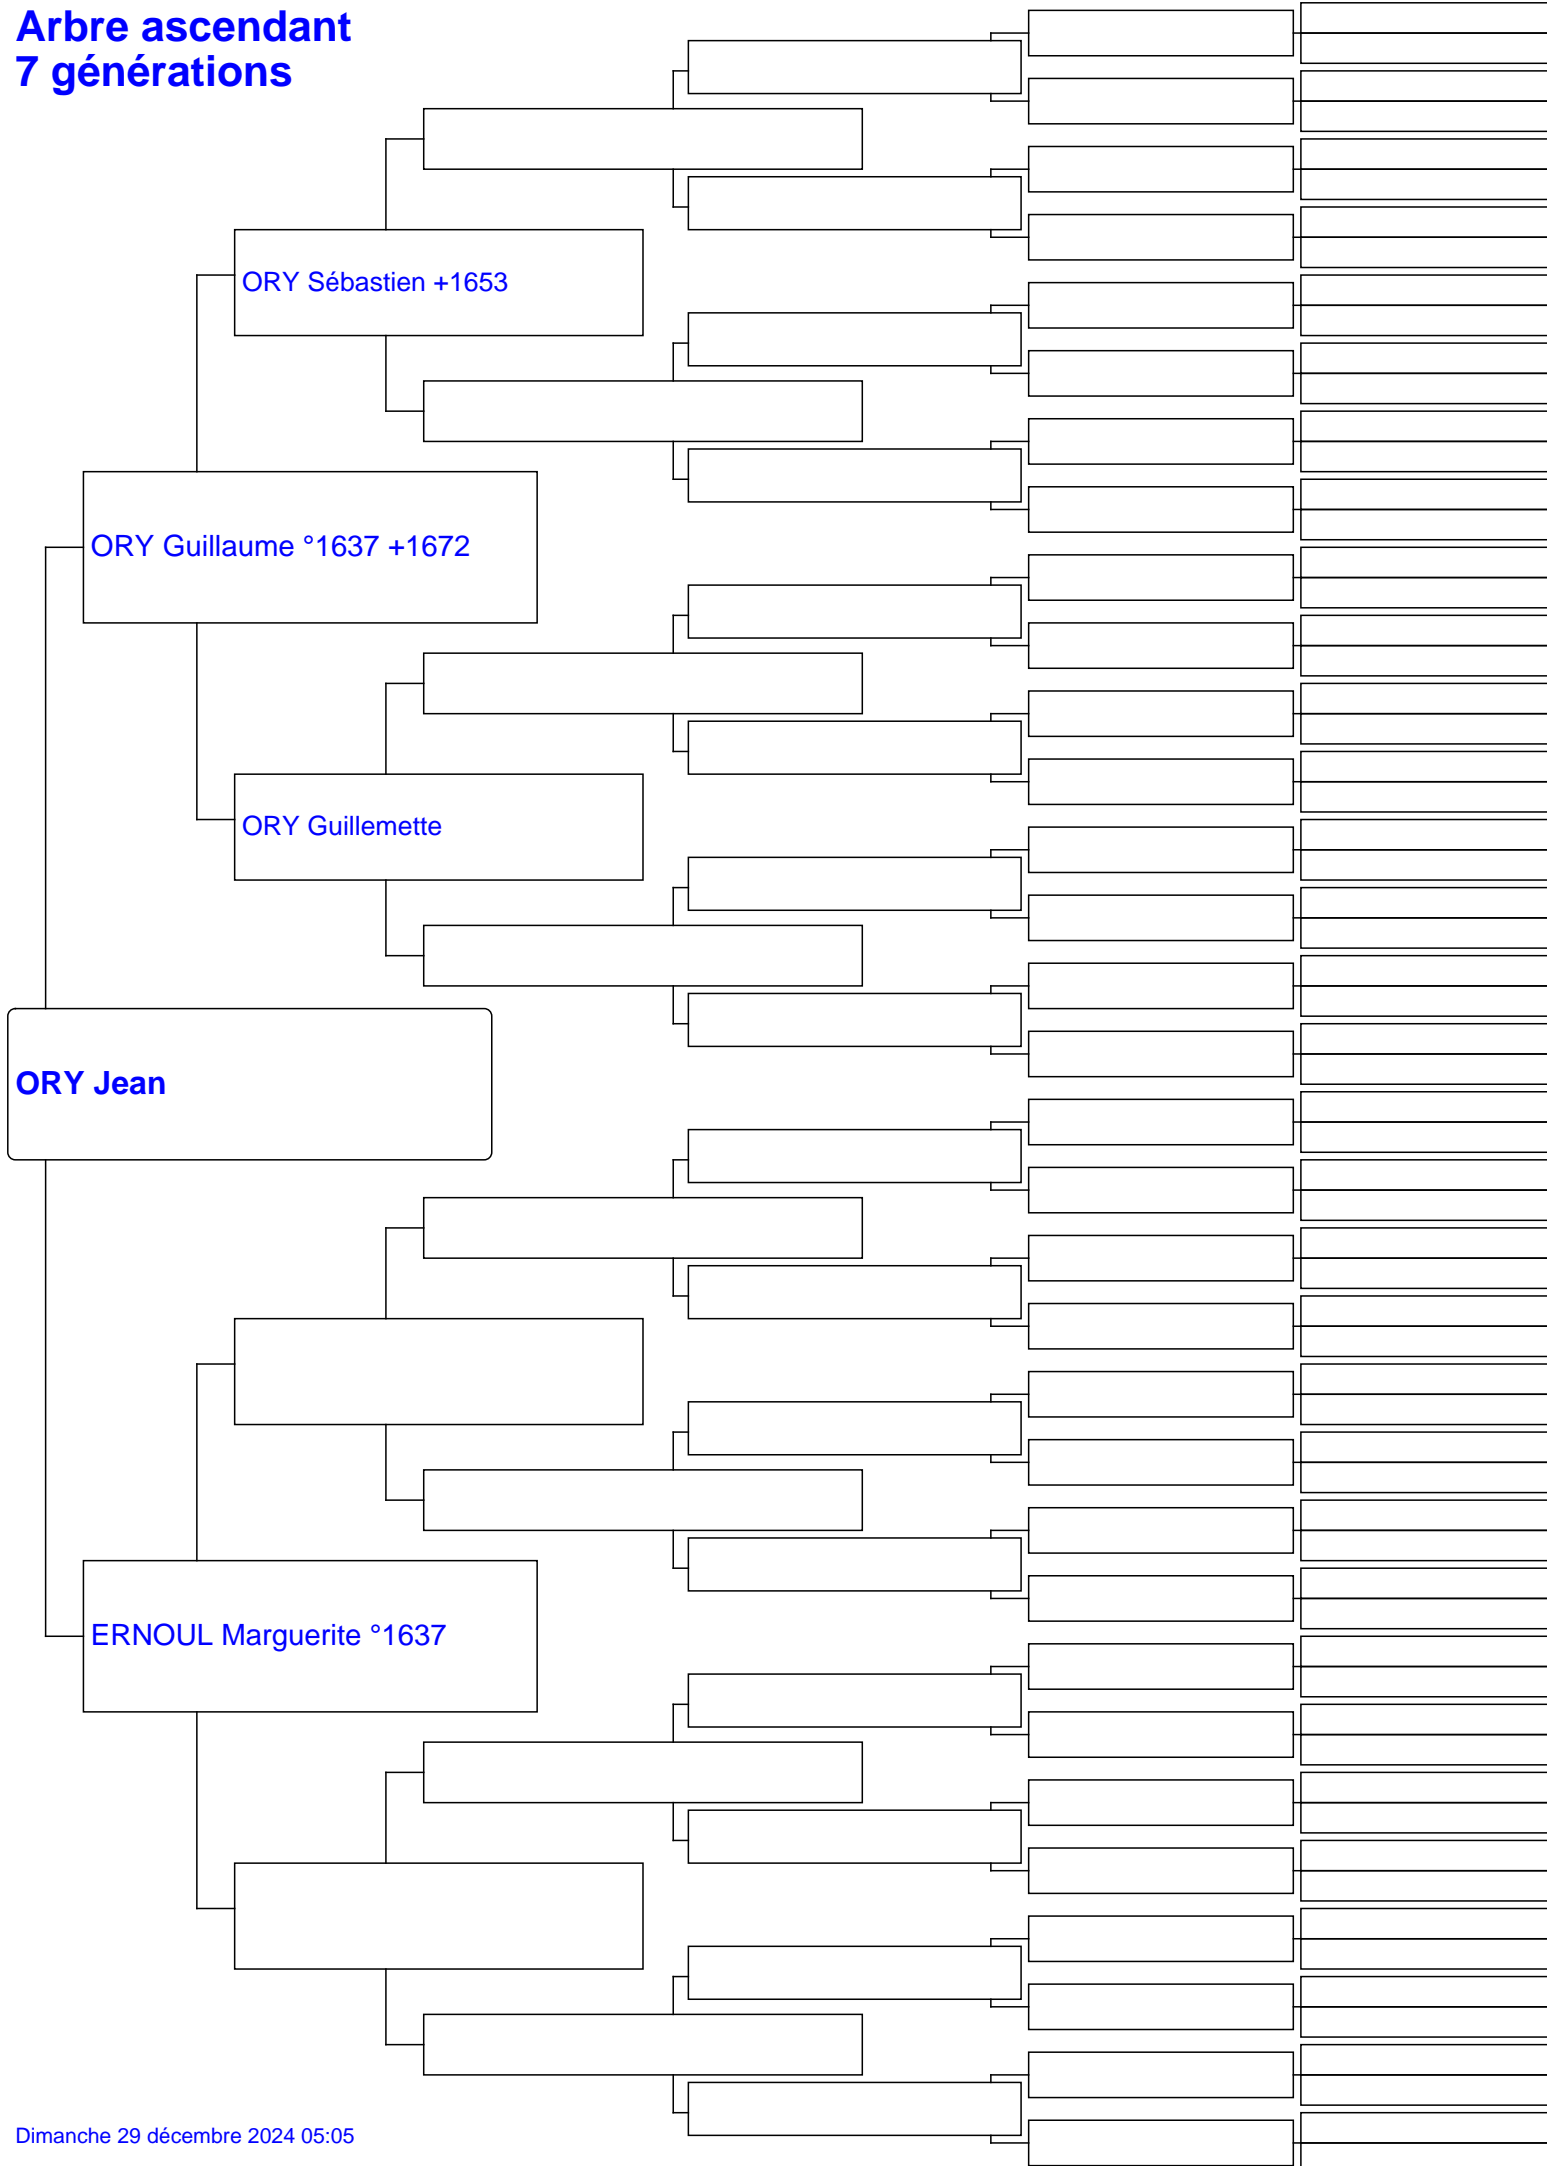 Arbre ascendant
7 générations
ORY Sébastien +1653
ORY Guillaume °1637 +1672
ORY Guillemette
ORY Jean
ERNOUL Marguerite °1637
Dimanche 29 décembre 2024 05:05